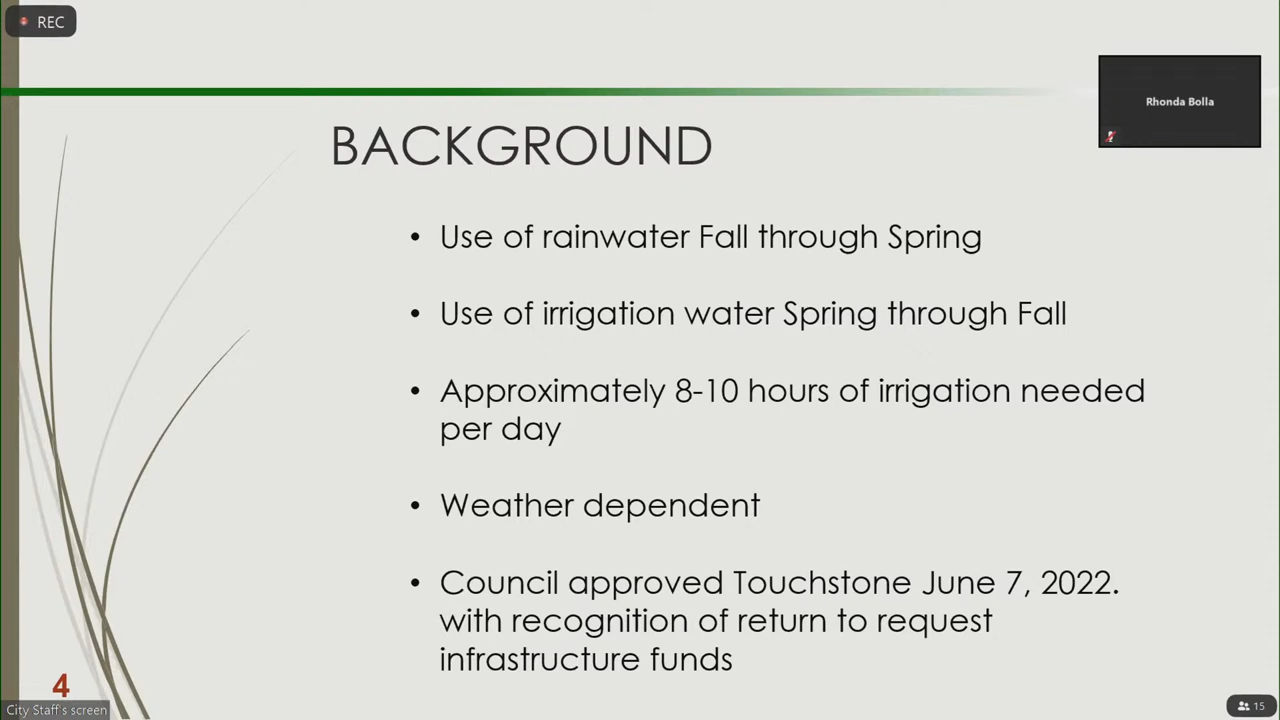 REC
Rhonda Bolla
BACKGROUND
• Use of rainwater Fall through Spring
• Use of irrigation water Spring through Fall
• Approximately 8-10 hours of irrigation needed
per day
• Weather dependent
• Council approved Touchstone June 7, 2022.
with recognition of return to request
infrastructure funds
4
City Staff's screen
15